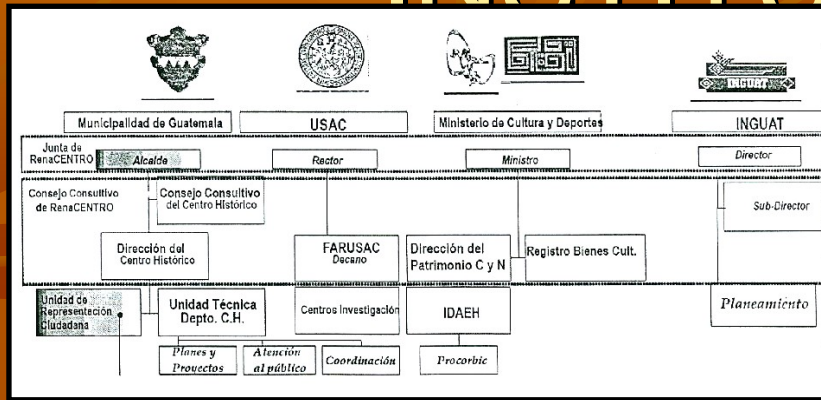 INGUAT
Municipalidad de Guatemala
USAC
Ministerio de Cultura y Deportes
INGUAT
Junta de
RenaCENTRO
Alcalde
Rector
Ministro
Director
Consejo Consultivo
de RenaCENTRO
Consejo Consultivo
del Centro Histórico
Sub-Director
Dirección del
Centro Histórico
FARUSAC
Decano
Dirección del
Patrimonio C y N
Registro Bienes Cult.
Unidad de
Representación
Ciudadana
Unidad Técnica
Depto. C.H.
Centros Investigación
IDAEH
Planeamiento
Planes y
Proyectos
Atención
al público
Coordinación
Procorbic